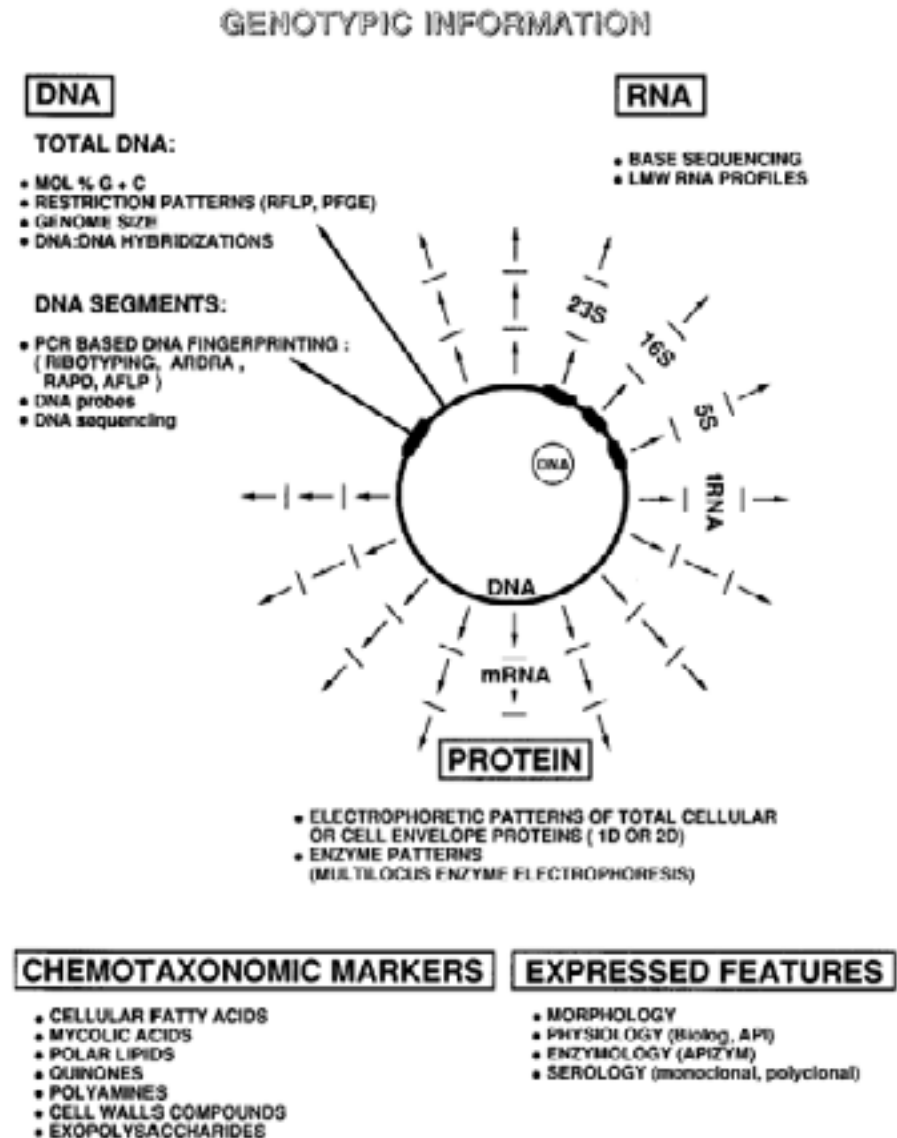 GENOTYPIC INFORMATION
DNA
TOTAL DNA:
• MOL % G + C
• RESTRICTION PATTERNS (RFLP, PFGE)
• GENOME SIZE
• DNA:DNA HYBRIDIZATIONS
DNA SEGMENTS:
• PCR BASED DNA FINGERPRINTING :
( RIBOTYPING, ARDRA ,
RAPD, AFLP )
• DNA probes
• DNA sequencing
RNA
• BASE SEQUENCING
• LMW RNA PROFILES
23S
16S
5S
tRNA
DNA
DNA
mRNA
PROTEIN
• ELECTROPHORETIC PATTERNS OF TOTAL CELLULAR
OR CELL ENVELOPE PROTEINS ( 1D OR 2D)
• ENZYME PATTERNS
(MULTILOCUS ENZYME ELECTROPHORESIS)
CHEMOTAXONOMIC MARKERS
• CELLULAR FATTY ACIDS
• MYCOLIC ACIDS
• POLAR LIPIDS
• QUINONES
• POLYAMINES
• CELL WALLS COMPOUNDS
• EXOPOLYSACCHARIDES
EXPRESSED FEATURES
• MORPHOLOGY
• PHYSIOLOGY (Biolog, API)
• ENZYMOLOGY (APIZYM)
• SEROLOGY (monoclonal, polyclonal)